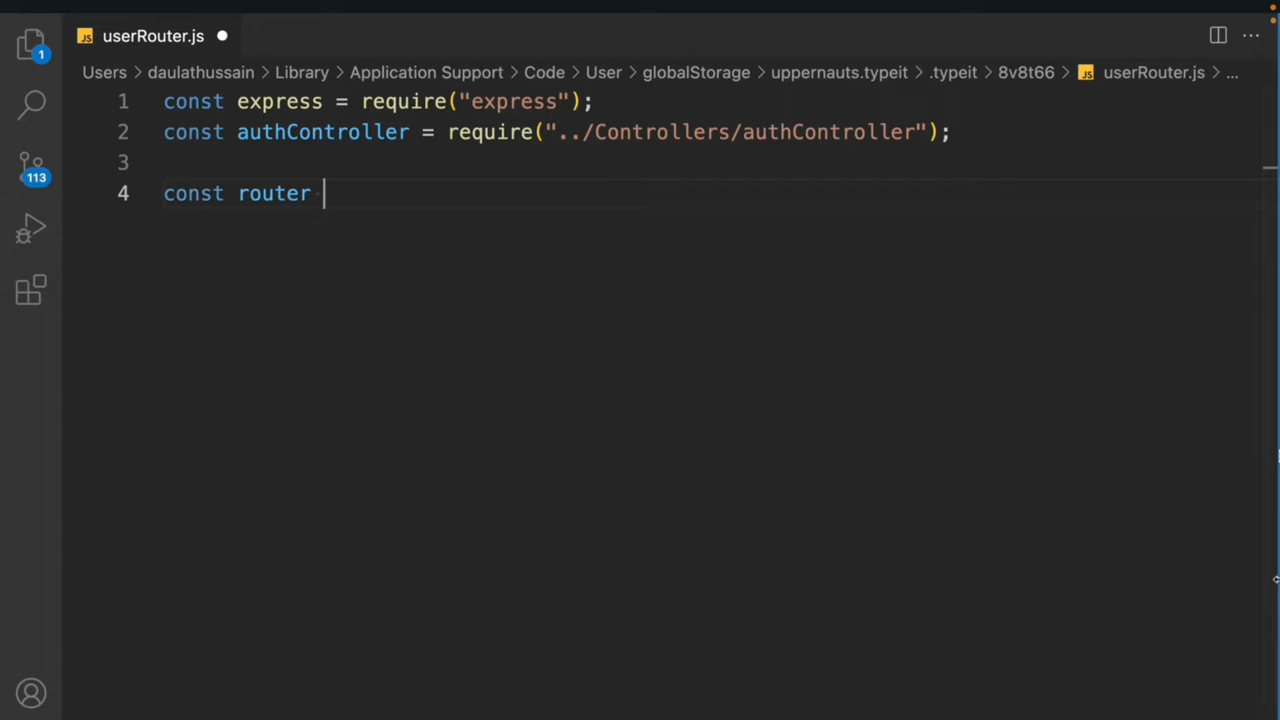 userRouter.js
Users > daulathussain > Library > Application Support > Code > User > globalStorage > uppernauts.typeit > .typeit > 8v8t66 > JS userRouter.js > ...
1 const express = require("express");
2 const authController = require("../Controllers/authController");
3
4 const router
1
113